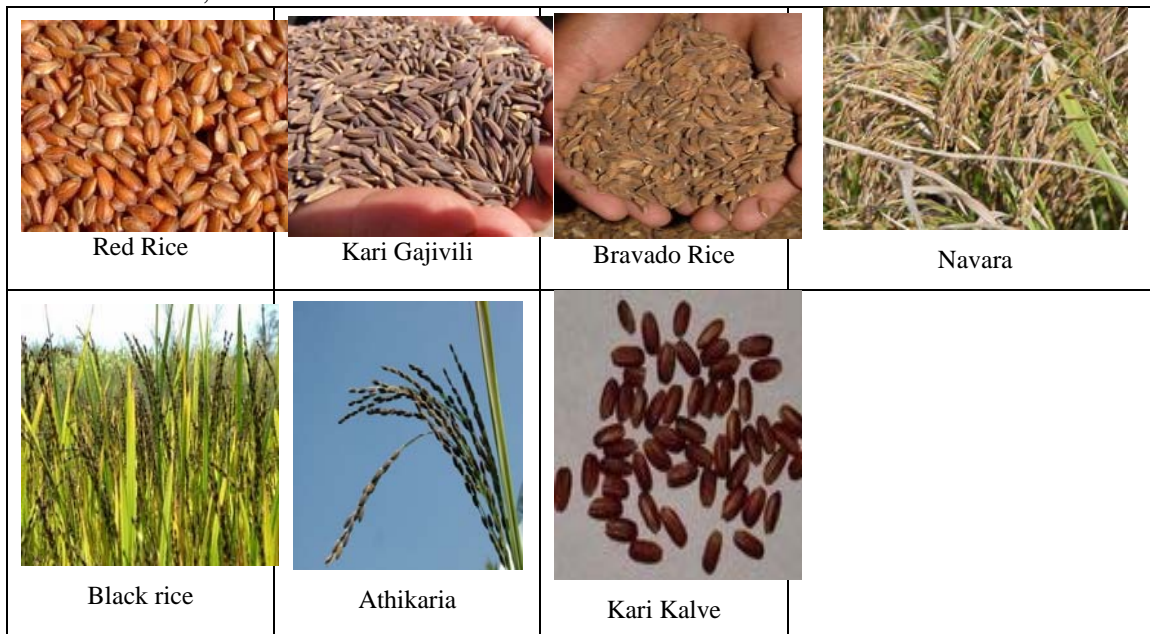 Red Rice
Kari Gajivili
Bravado Rice
Navara
Black rice
Athikaria
Kari Kalve